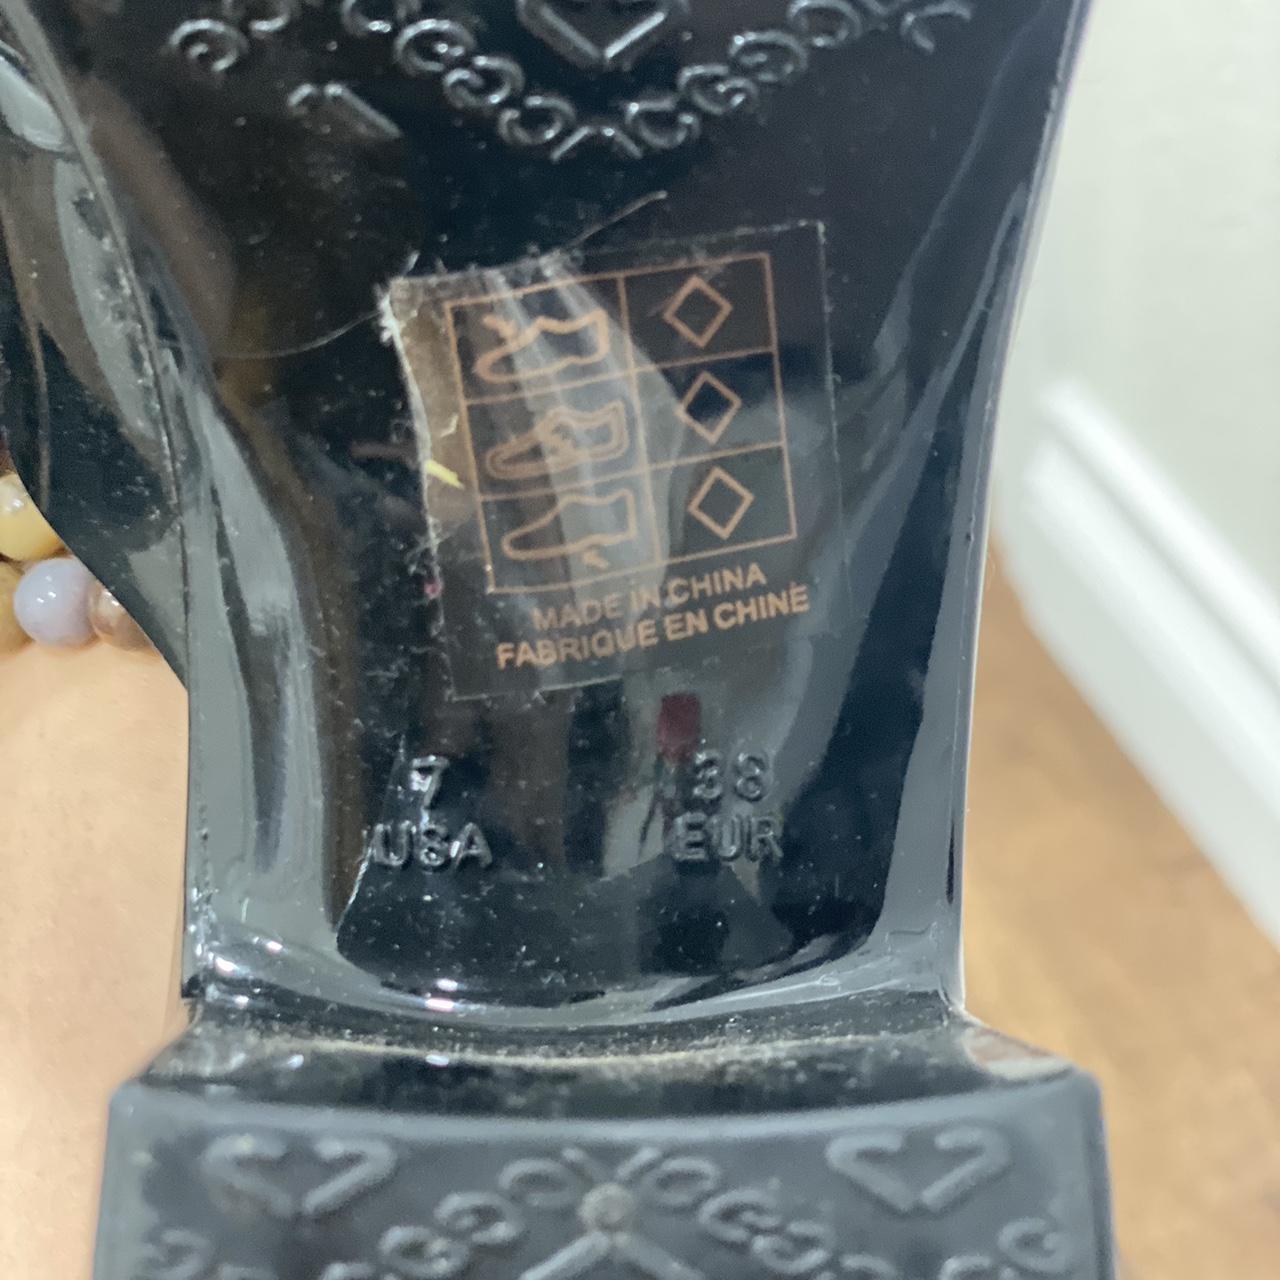 MADE IN CHINA
FABRIQUE EN CHINE
7 38
USA EUR